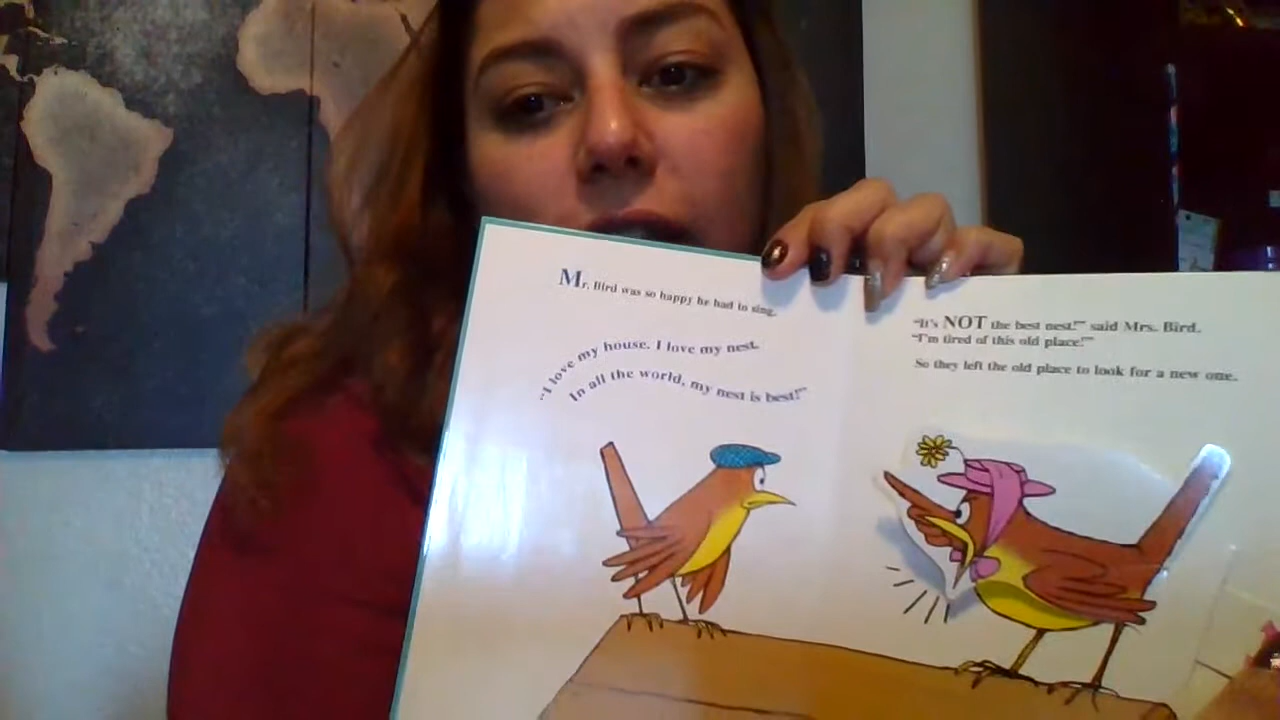 Mr. Bird was so happy he had to sing.
"I love my house. I love my nest.
In all the world, my nest is best!"
"It's NOT the best nest!" said Mrs. Bird.
"I'm tired of this old place!"
So they left the old place to look for a new one.